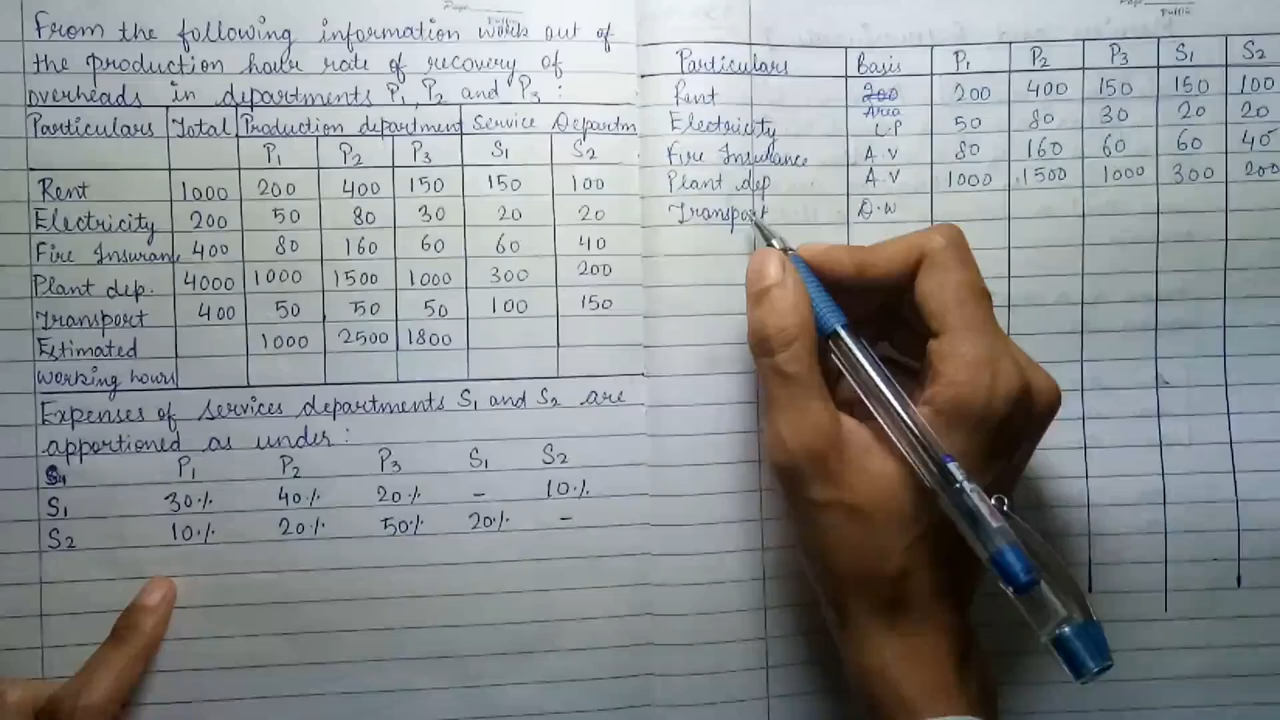 From the following information work out of
the production hour rate of recovery of
overheads in departments P1, P2 and P3 :
Particulars Total Production department Service Departm
P1 P2 P3 S1 S2
Rent 1000 200 400 150 150 100
Electricity 200 50 80 30 20 20
Fire Insuran 400 80 160 60 60 40
Plant dep. 4000 1000 1500 1000 300 200
Transport 400 50 50 50 100 150
Estimated 1000 2500 1800
working hours
Expenses of services departments S1 and S2 are
apportioned as under :
P1 P2 P3 S1 S2
S1 30% 40% 20% - 10%
S2 10% 20% 50% 20% -
Particulars Basis P1 P2 P3 S1 S2
Rent 200 Area 200 400 150 150 100
Electricity L.P 50 80 30 20 20
Fire Insurance A.V 80 160 60 60 40
Plant dep A.V 1000 1500 1000 300 200
Transport D.W